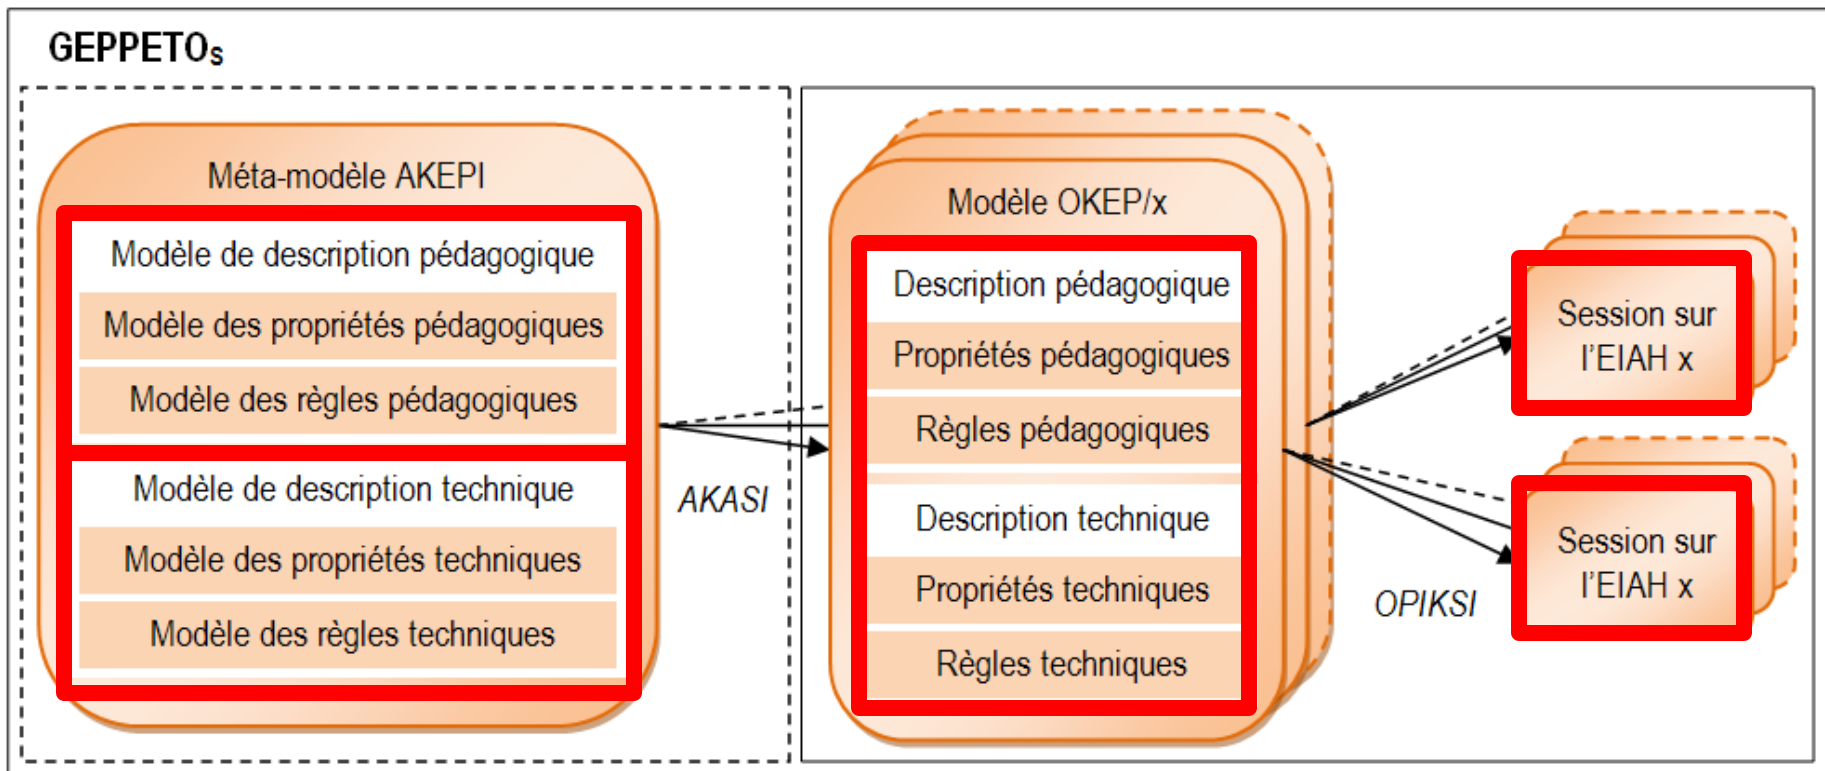 GEPPETOS
Méta-modèle AKEPI
Modèle de description pédagogique
Modèle des propriétés pédagogiques
Modèle des règles pédagogiques
Modèle de description technique
Modèle des propriétés techniques
Modèle des règles techniques
AKASI
Modèle OKEP/x
Description pédagogique
Propriétés pédagogiques
Règles pédagogiques
Description technique
Propriétés techniques
Règles techniques
OPIKSI
Session sur
l'EIAH x
Session sur
l'EIAH x